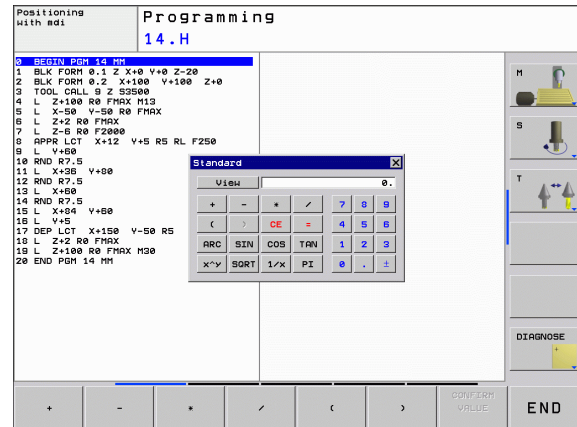 Positioning
with mdi
Programming
14.H
0 BEGIN PGM 14 MM
1 BLK FORM 0.1 Z X+0 Y+0 Z-20
2 BLK FORM 0.2 X+100 Y+100 Z+0
3 TOOL CALL 9 Z S3500
4 L Z+100 R0 FMAX M13
5 L X-50 Y-50 R0 FMAX
6 L Z+2 R0 FMAX
7 L Z-6 R0 F2000
8 APPR LCT X+12 Y+5 R5 RL F250
9 L Y+60
10 RND R7.5
11 L X+36 Y+80
12 RND R7.5
13 L X+60
14 RND R7.5
15 L X+84 Y+60
16 L Y+5
17 DEP LCT X+150 Y-50 R5
18 L Z+2 R0 FMAX
19 L Z+100 R0 FMAX M30
20 END PGM 14 MM
Standard X
View 0.
+ - * / 7 8 9
( ) CE = 4 5 6
ARC SIN COS TAN 1 2 3
x^y SQRT 1/x PI 0 . ±
M
S
T
DIAGNOSE
+ - * / ( ) CONFIRM VALUE END